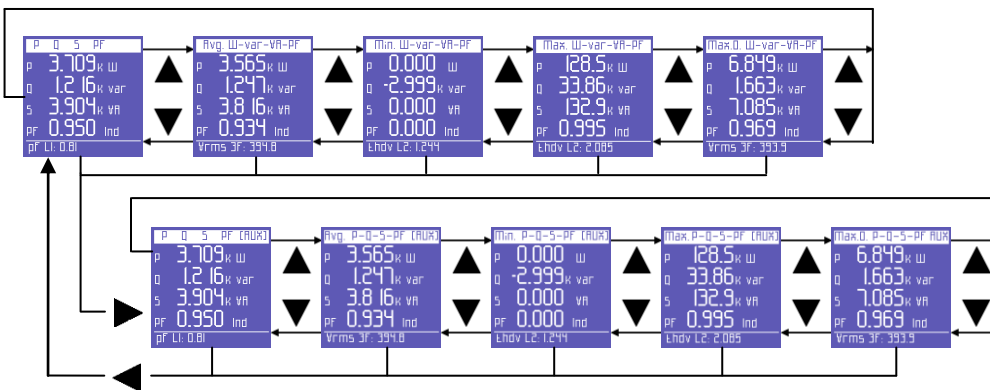 P Q S PF
P 3.709K W
Q 1.216K var
S 3.904K VA
PF 0.950 Ind
pF L1: 0.81
Avg. W-var-VA-PF
P 3.565K W
Q 1.247K var
S 3.816K VA
PF 0.934 Ind
Vrms 3F: 394.8
Min. W-var-VA-PF
P 0.000 W
Q -2.999K var
S 0.000 VA
PF 0.000 Ind
thdV L2: 1.244
Max. W-var-VA-PF
P 128.5K W
Q 33.86K var
S 132.9K VA
PF 0.995 Ind
thdV L2: 2.085
Max.D. W-var-VA-PF
P 6.849K W
Q 1.663K var
S 7.085K VA
PF 0.969 Ind
Vrms 3F: 393.9
P Q S PF (AUX)
P 3.709K W
Q 1.216K var
S 3.904K VA
PF 0.950 Ind
pF L1: 0.81
Avg. P-Q-S-PF (AUX)
P 3.565K W
Q 1.247K var
S 3.816K VA
PF 0.934 Ind
Vrms 3F: 394.8
Min. P-Q-S-PF (AUX)
P 0.000 W
Q -2.999K var
S 0.000 VA
PF 0.000 Ind
thdV L2: 1.244
Max. P-Q-S-PF (AUX)
P 128.5K W
Q 33.86K var
S 132.9K VA
PF 0.995 Ind
thdV L2: 2.085
Max.D. P-Q-S-PF AUX
P 6.849K W
Q 1.663K var
S 7.085K VA
PF 0.969 Ind
Vrms 3F: 393.9